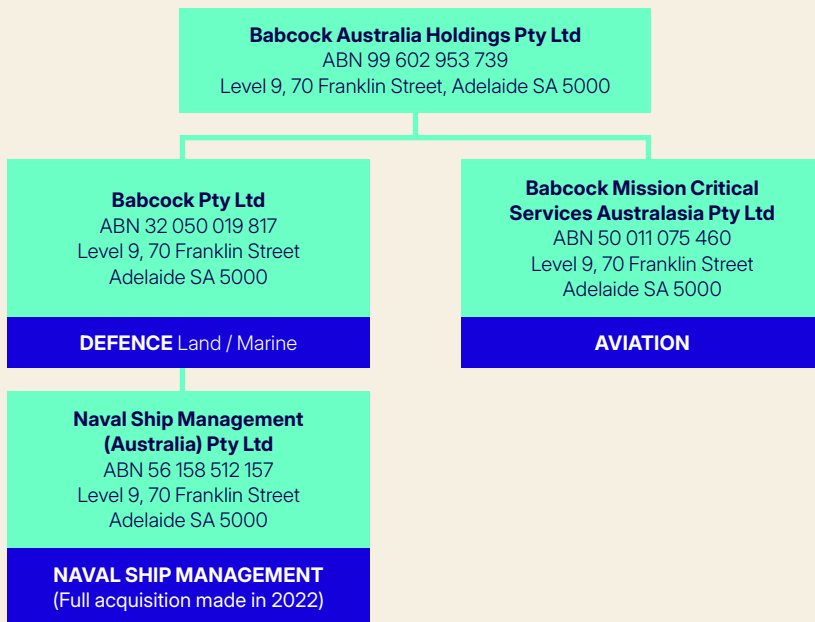 Babcock Australia Holdings Pty Ltd
ABN 99 602 953 739
Level 9, 70 Franklin Street, Adelaide SA 5000
Babcock Pty Ltd
ABN 32 050 019 817
Level 9, 70 Franklin Street
Adelaide SA 5000
DEFENCE Land / Marine
Babcock Mission Critical
Services Australasia Pty Ltd
ABN 50 011 075 460
Level 9, 70 Franklin Street
Adelaide SA 5000
AVIATION
Naval Ship Management
(Australia) Pty Ltd
ABN 56 158 512 157
Level 9, 70 Franklin Street
Adelaide SA 5000
NAVAL SHIP MANAGEMENT
(Full acquisition made in 2022)